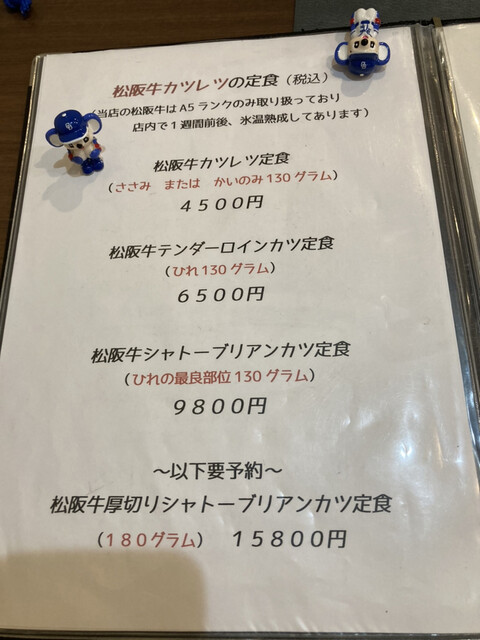 松阪牛カツレツの定食（税込）
（当店の松阪牛はA5ランクのみ取り扱っており
店内で1週間前後、氷温熟成してあります）
松阪牛カツレツ定食
（ささみ または かいのみ130グラム）
４５００円
松阪牛テンダーロインカツ定食
（ひれ130グラム）
６５００円
松阪牛シャトーブリアンカツ定食
（ひれの最良部位130グラム）
９８００円
～以下要予約～
松阪牛厚切りシャトーブリアンカツ定食
（１８０グラム） １５８００円